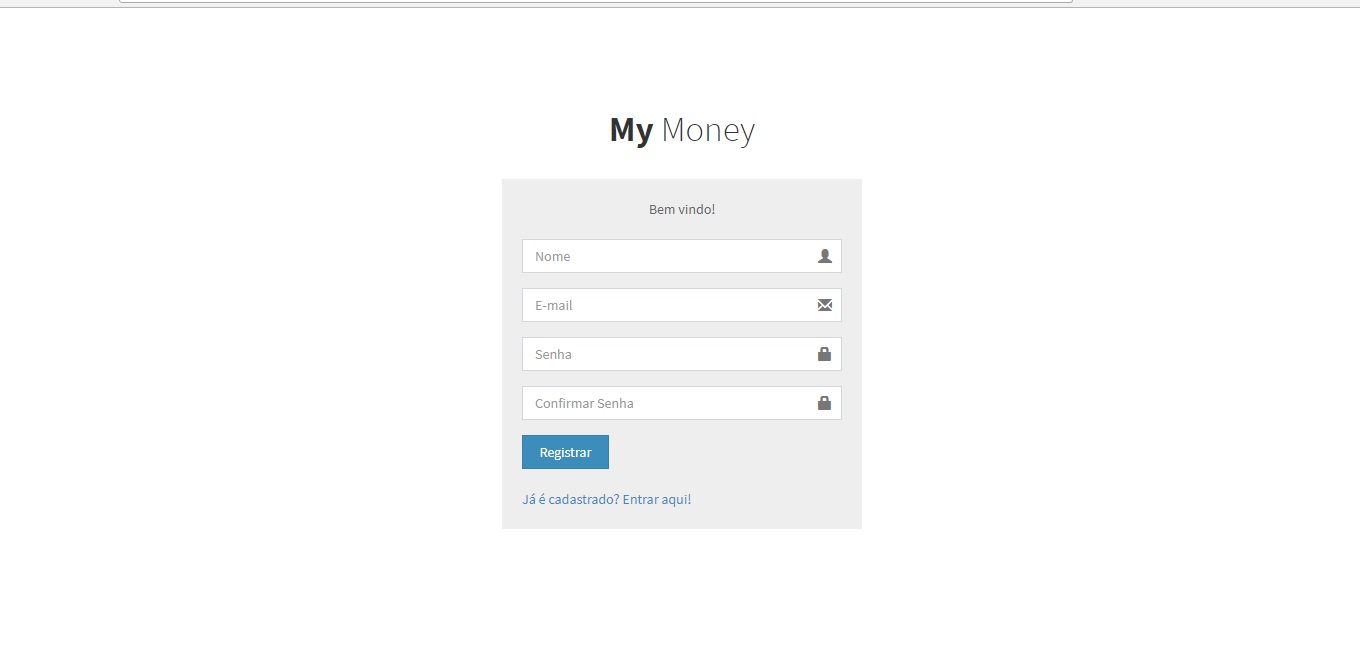 My Money
Bem vindo!
Nome
E-mail
Senha
Confirmar Senha
Registrar
Já é cadastrado? Entrar aqui!